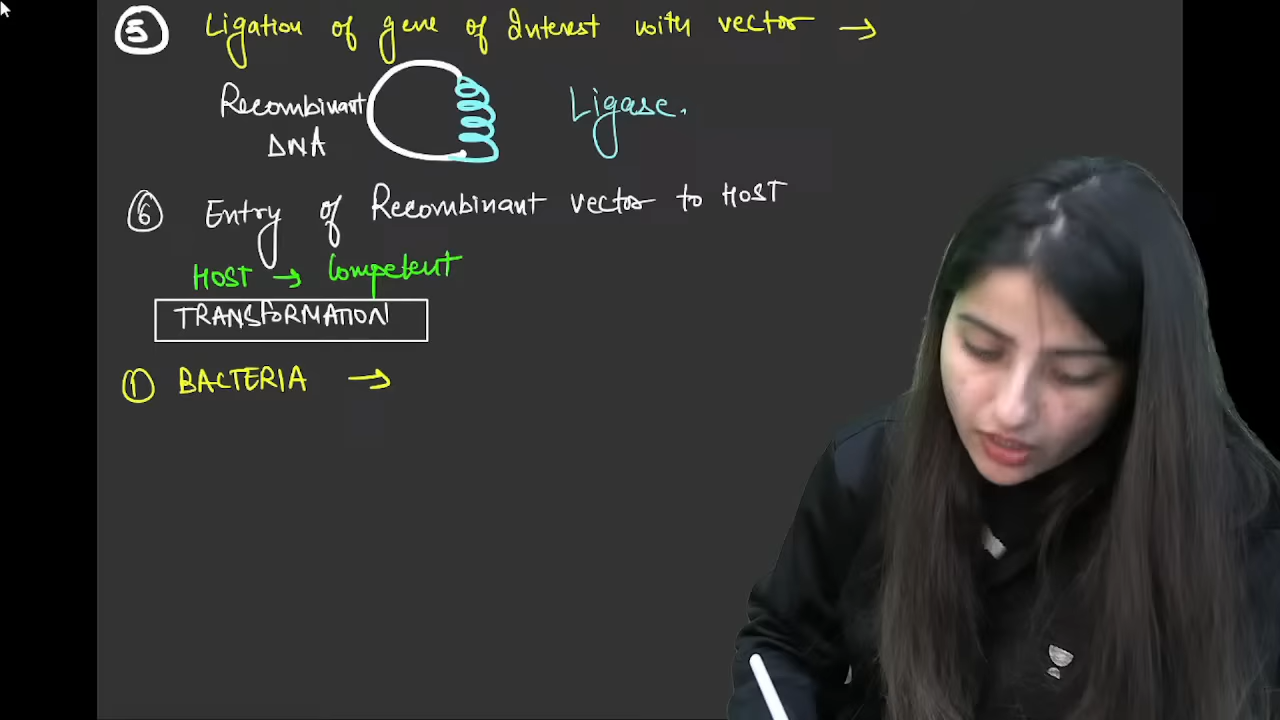 ⑤ Ligation of gene of Interest with vector →
Recombinant
DNA
Ligase.
⑥ Entry of Recombinant vector to HOST
HOST → Competent
TRANSFORMATION
① BACTERIA →